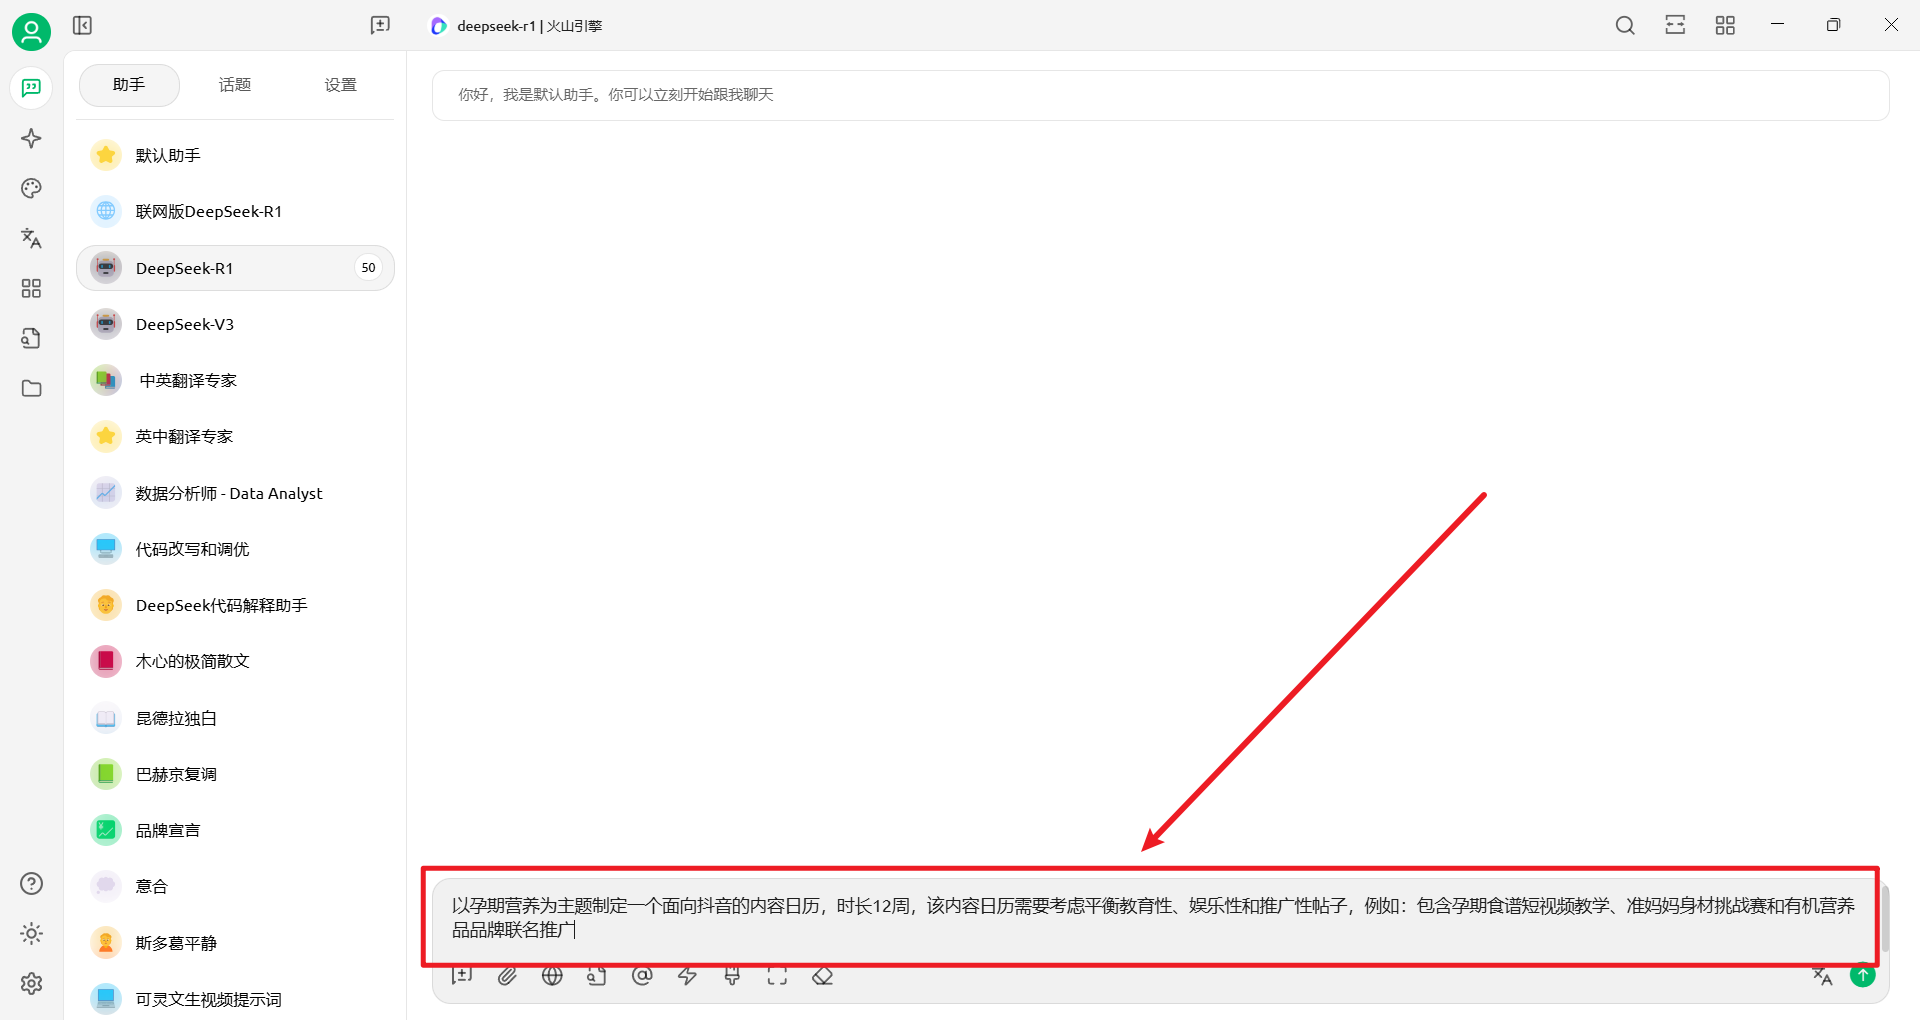 deepseek-r1 | 火山引擎
助手
话题
设置
默认助手
联网版DeepSeek-R1
DeepSeek-R1
50
DeepSeek-V3
中英翻译专家
英中翻译专家
数据分析师 - Data Analyst
代码改写和调优
DeepSeek代码解释助手
木心的极简散文
昆德拉独白
巴赫京复调
品牌宣言
意合
斯多葛平静
可灵文生视频提示词
你好，我是默认助手。你可以立刻开始跟我聊天
以孕期营养为主题制定一个面向抖音的内容日历，时长12周，该内容日历需要考虑平衡教育性、娱乐性和推广性帖子，例如：包含孕期食谱短视频教学、准妈妈身材挑战赛和有机营养
品品牌联名推广